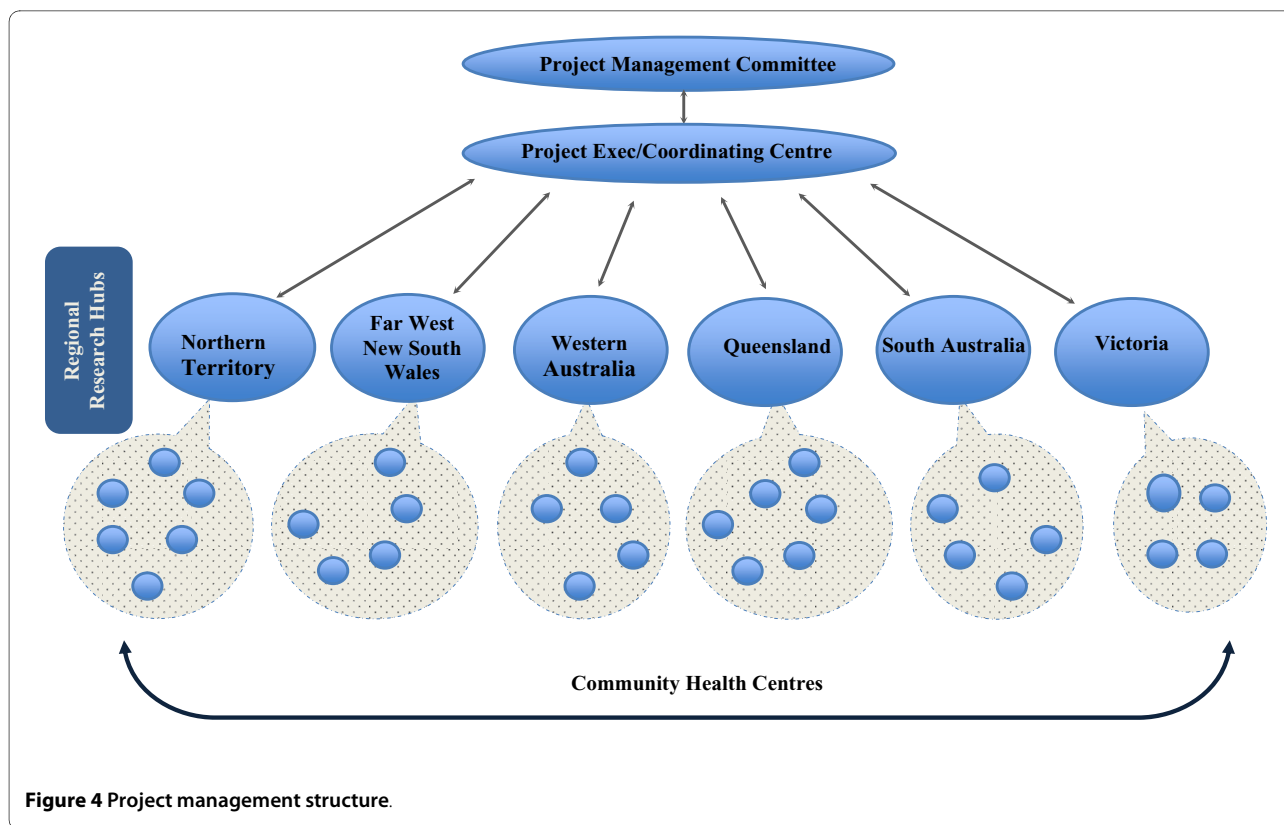 Project Management Committee
Project Exec/Coordinating Centre
Regional
Research Hubs
Northern
Territory
Far West
New South
Wales
Western
Australia
Queensland
South Australia
Victoria
Community Health Centres
Figure 4 Project management structure.